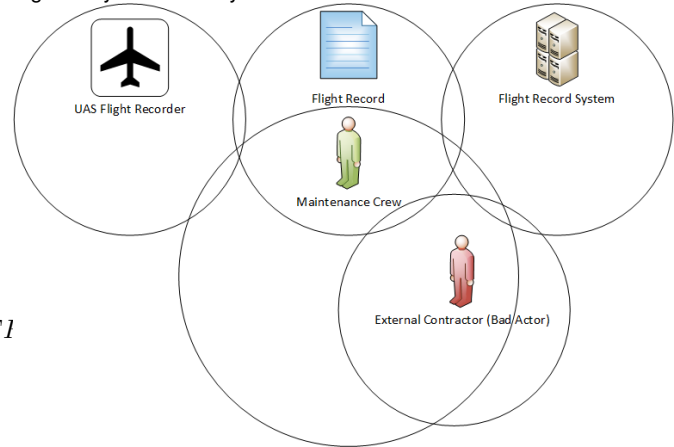 UAS Flight Recorder
Flight Record
Flight Record System
Maintenance Crew
External Contractor (Bad Actor)